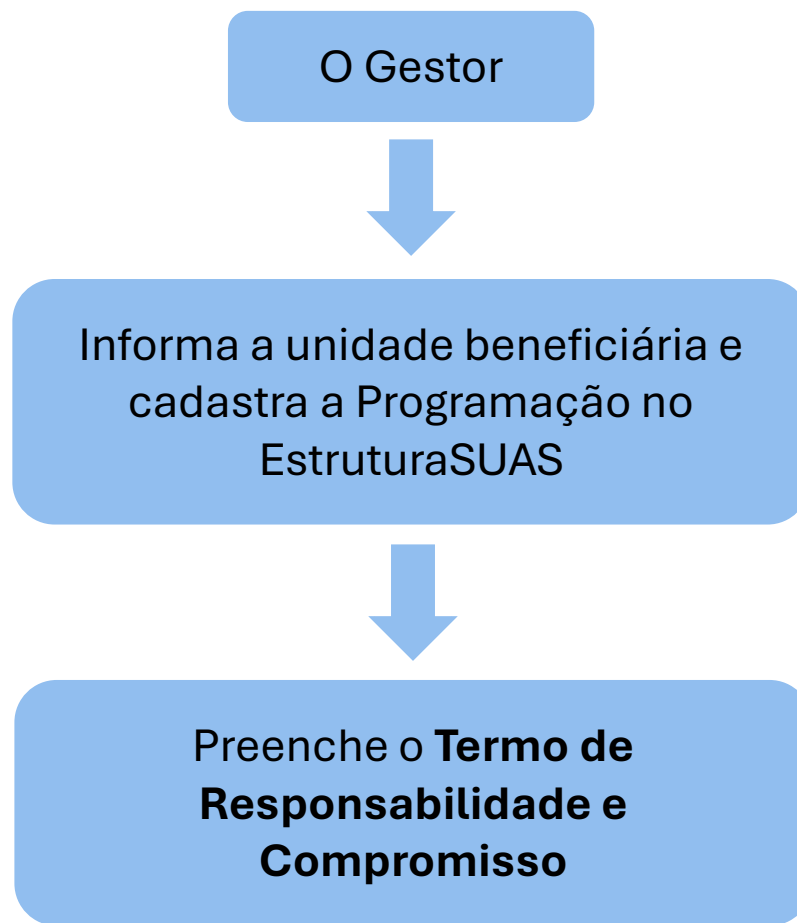 O Gestor
Informa a unidade beneficiária e
cadastra a Programação no
EstruturaSUAS
Preenche o Termo de
Responsabilidade e
Compromisso